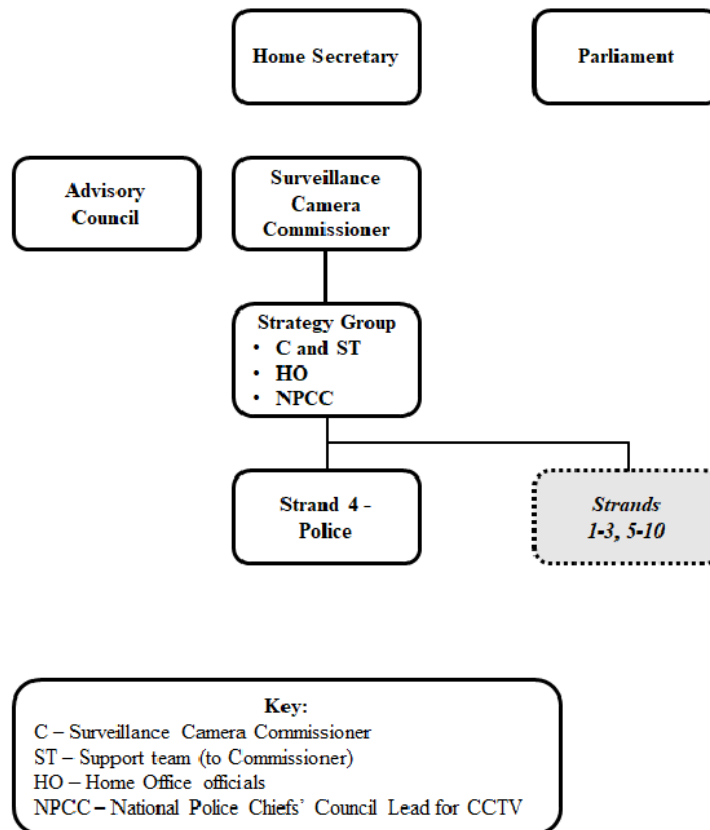 Home Secretary
Parliament
Advisory
Council
Surveillance
Camera
Commissioner
Strategy Group
• C and ST
• HO
• NPCC
Strand 4 -
Police
Strands
1-3, 5-10
Key:
C – Surveillance Camera Commissioner
ST – Support team (to Commissioner)
HO – Home Office officials
NPCC – National Police Chiefs' Council Lead for CCTV